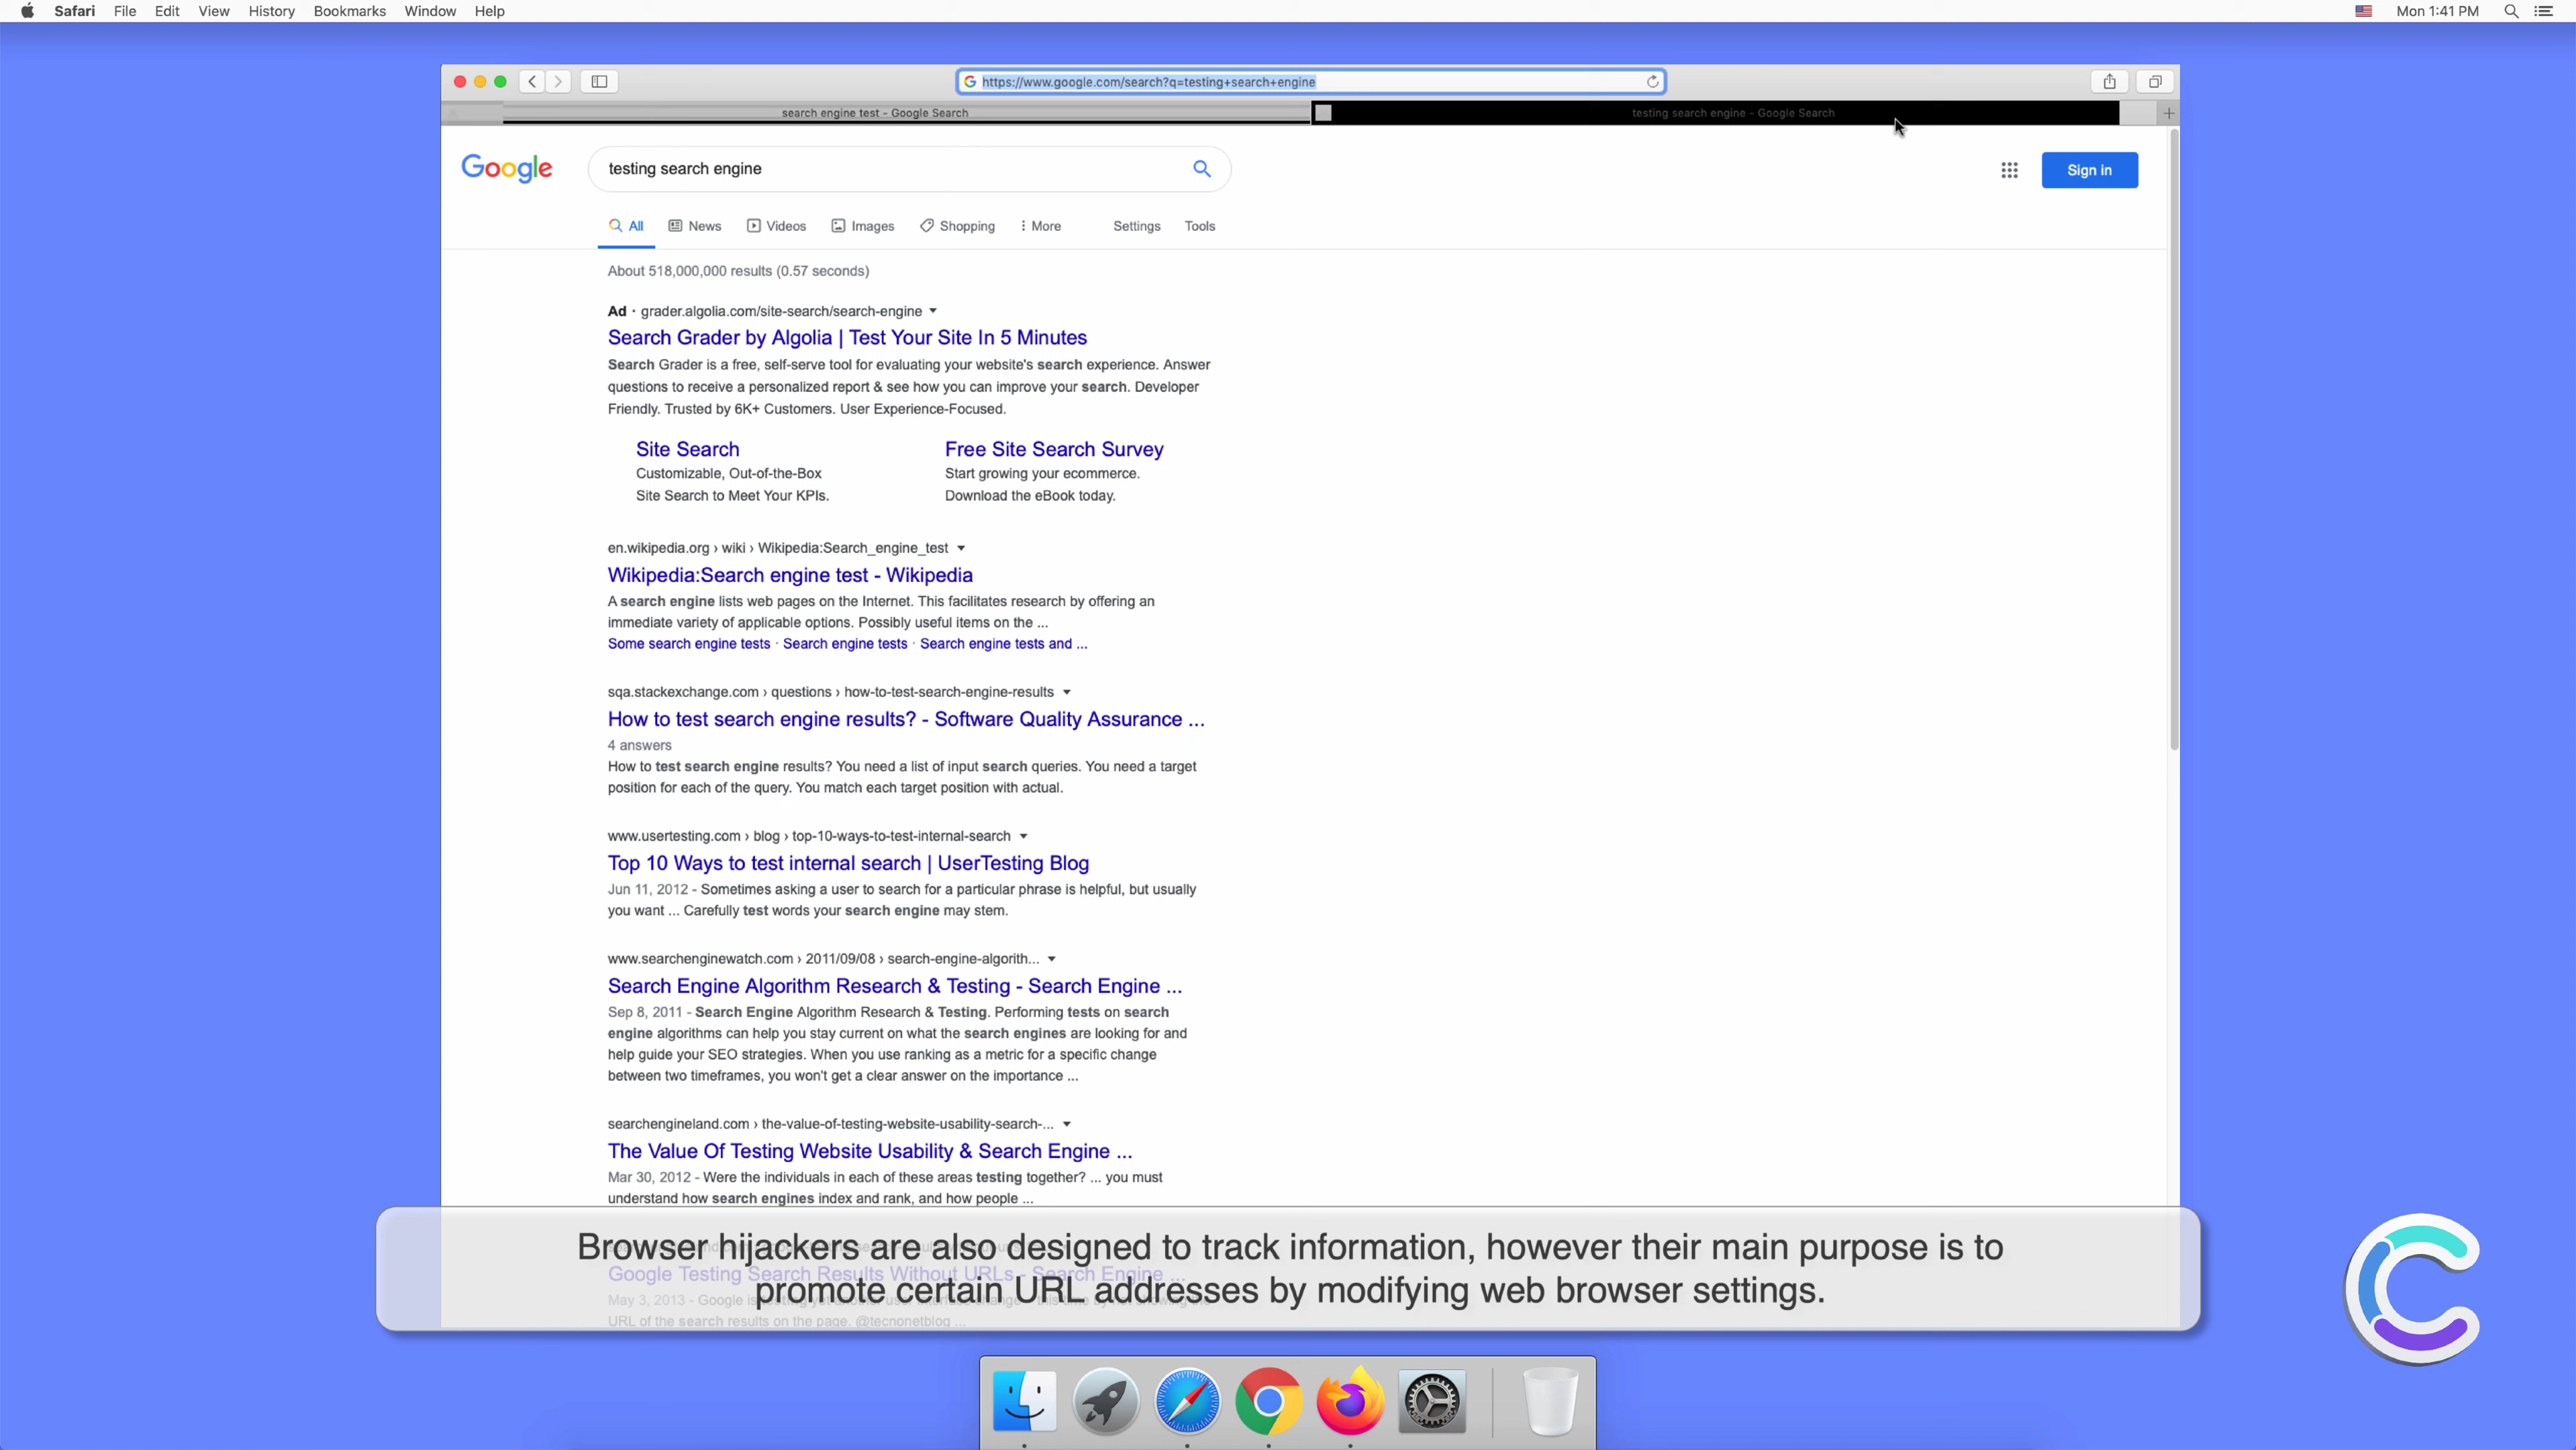 Safari File Edit View History Bookmarks Window Help Mon 1:41 PM
https://www.google.com/search?q=testing+search+engine
search engine test - Google Search testing search engine - Google Search
Google testing search engine Sign in
All News Videos Images Shopping More Settings Tools
About 518,000,000 results (0.57 seconds)
Ad · grader.algolia.com/site-search/search-engine
Search Grader by Algolia | Test Your Site In 5 Minutes
Search Grader is a free, self-serve tool for evaluating your website's search experience. Answer
questions to receive a personalized report & see how you can improve your search. Developer
Friendly. Trusted by 6K+ Customers. User Experience-Focused.
Site Search Free Site Search Survey
Customizable, Out-of-the-Box Start growing your ecommerce.
Site Search to Meet Your KPIs. Download the eBook today.
en.wikipedia.org › wiki › Wikipedia:Search_engine_test
Wikipedia:Search engine test - Wikipedia
A search engine lists web pages on the Internet. This facilitates research by offering an
immediate variety of applicable options. Possibly useful items on the ...
Some search engine tests · Search engine tests · Search engine tests and ...
sqa.stackexchange.com › questions › how-to-test-search-engine-results
How to test search engine results? - Software Quality Assurance ...
4 answers
How to test search engine results? You need a list of input search queries. You need a target
position for each of the query. You match each target position with actual.
www.usertesting.com › blog › top-10-ways-to-test-internal-search
Top 10 Ways to test internal search | UserTesting Blog
Jun 11, 2012 - Sometimes asking a user to search for a particular phrase is helpful, but usually
you want ... Carefully test words your search engine may stem.
www.searchenginewatch.com › 2011/09/08 › search-engine-algorith...
Search Engine Algorithm Research & Testing - Search Engine ...
Sep 8, 2011 - Search Engine Algorithm Research & Testing. Performing tests on search
engine algorithms can help you stay current on what the search engines are looking for and
help guide your SEO strategies. When you use ranking as a metric for a specific change
between two timeframes, you won't get a clear answer on the importance ...
searchengineland.com › the-value-of-testing-website-usability-search-...
The Value Of Testing Website Usability & Search Engine ...
Mar 30, 2012 - Were the individuals in each of these areas testing together? ... you must
understand how search engines index and rank, and how people ...
Browser hijackers are also designed to track information, however their main purpose is to
Google Testing Search Results Without URLs - Search Engine ...
promote certain URL addresses by modifying web browser settings.
May 3, 2013 - Google is testing yet another user interface change
URL of the search results on the page. @tecnonetblog ...